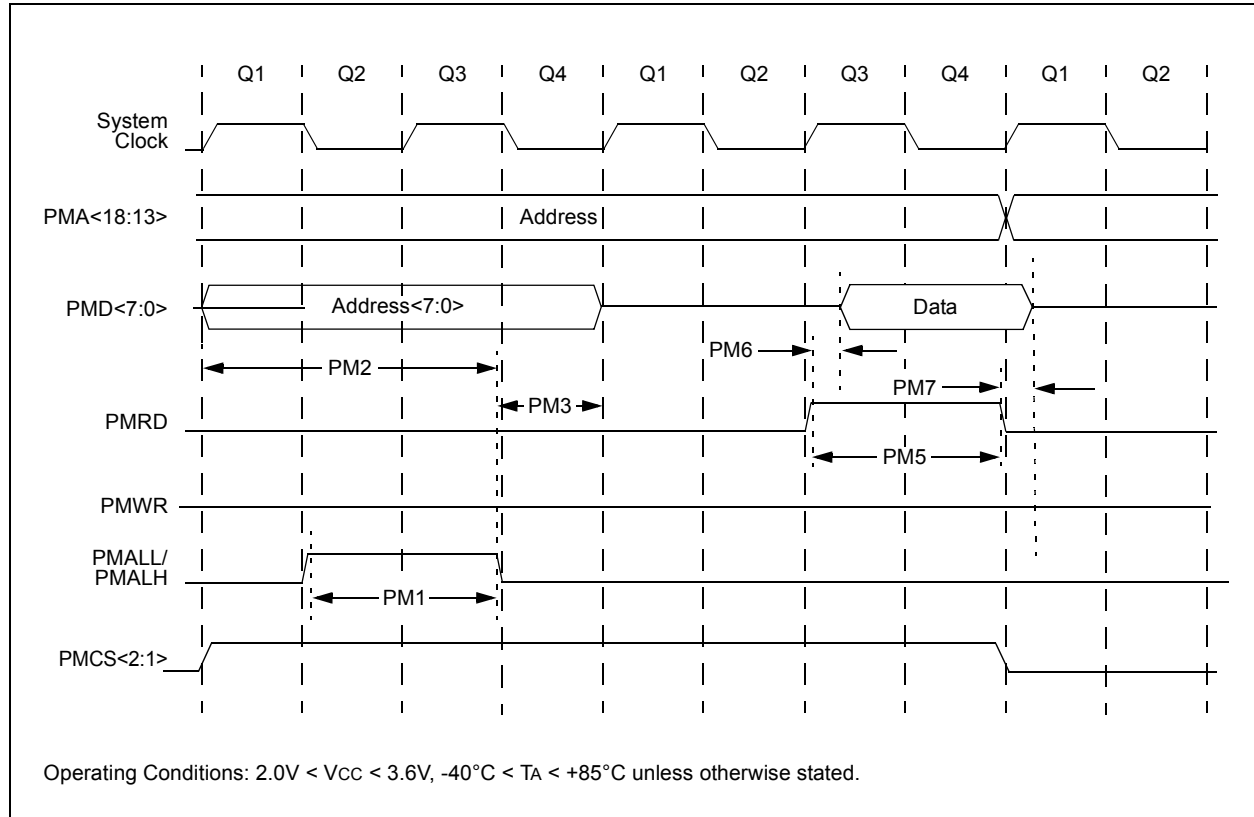 Q1 Q2 Q3 Q4 Q1 Q2 Q3 Q4 Q1 Q2
System
Clock
PMA<18:13>
Address
PMD<7:0>
Address<7:0>
Data
PM6
PM2
PM7
PM3
PMRD
PM5
PMWR
PMALL/
PMALH
PM1
PMCS<2:1>
Operating Conditions: 2.0V < VCC < 3.6V, -40°C < TA < +85°C unless otherwise stated.